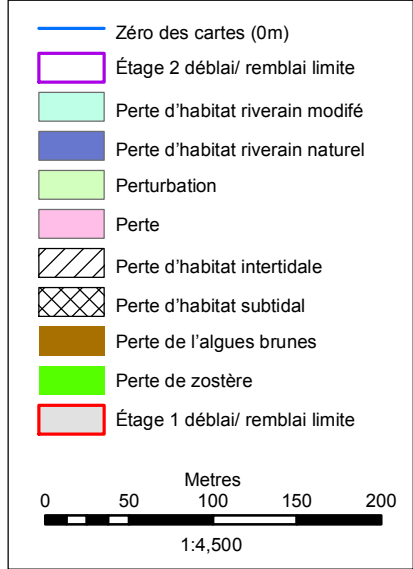 Zéro des cartes (0m)
Étage 2 déblai/ remblai limite
Perte d'habitat riverain modifé
Perte d'habitat riverain naturel
Perturbation
Perte
Perte d'habitat intertidale
Perte d'habitat subtidal
Perte de l'algues brunes
Perte de zostère
Étage 1 déblai/ remblai limite
Metres
0 50 100 150 200
1:4,500